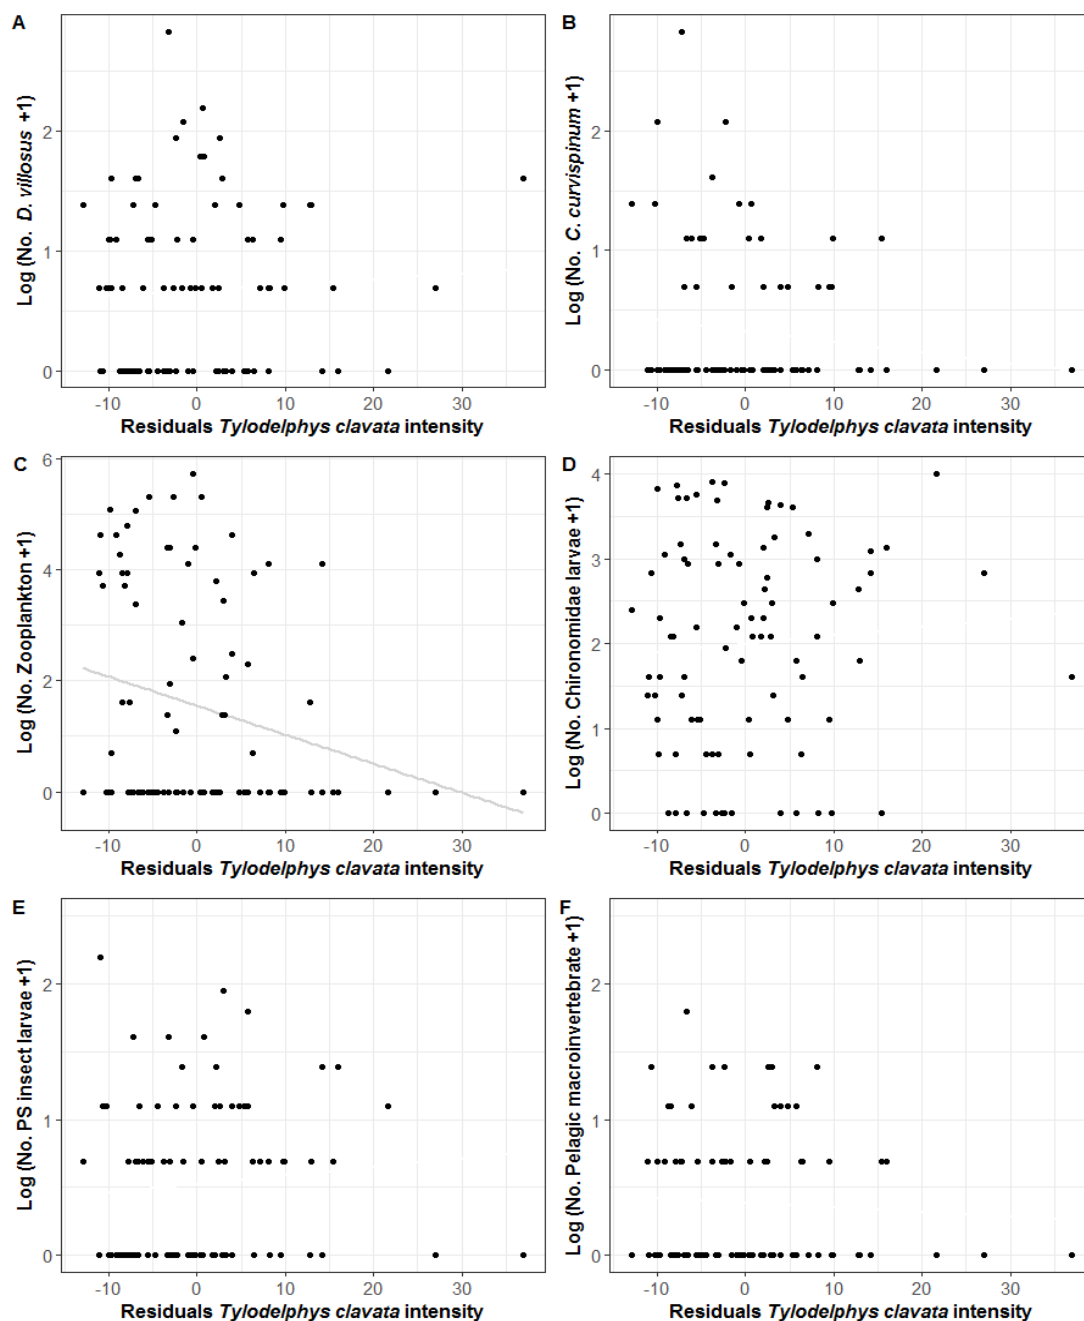 A
B
Log (No. D. villosus +1)
2
1
0
-10 0 10 20 30
Residuals Tylodelphys clavata intensity
Log (No. C. curvispinum +1)
2
1
0
-10 0 10 20 30
Residuals Tylodelphys clavata intensity
C
D
Log (No. Zooplankton +1)
6
4
2
0
-10 0 10 20 30
Residuals Tylodelphys clavata intensity
Log (No. Chironomidae larvae +1)
4
3
2
1
0
-10 0 10 20 30
Residuals Tylodelphys clavata intensity
E
F
Log (No. PS insect larvae +1)
2
1
0
-10 0 10 20 30
Residuals Tylodelphys clavata intensity
Log (No. Pelagic macroinvertebrate +1)
2
1
0
-10 0 10 20 30
Residuals Tylodelphys clavata intensity